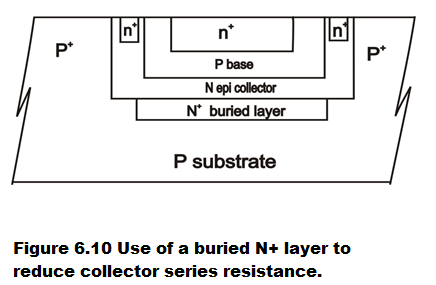 P⁺ n⁺ n⁺ n⁺ P⁺
P base
N epi collector
N⁺ buried layer
P substrate
Figure 6.10 Use of a buried N+ layer to
reduce collector series resistance.